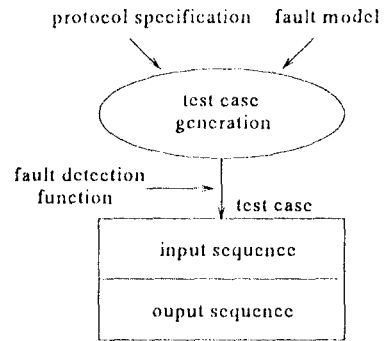 protocol specification
fault model
test case
generation
fault detection
function
test case
input sequence
ouput sequence